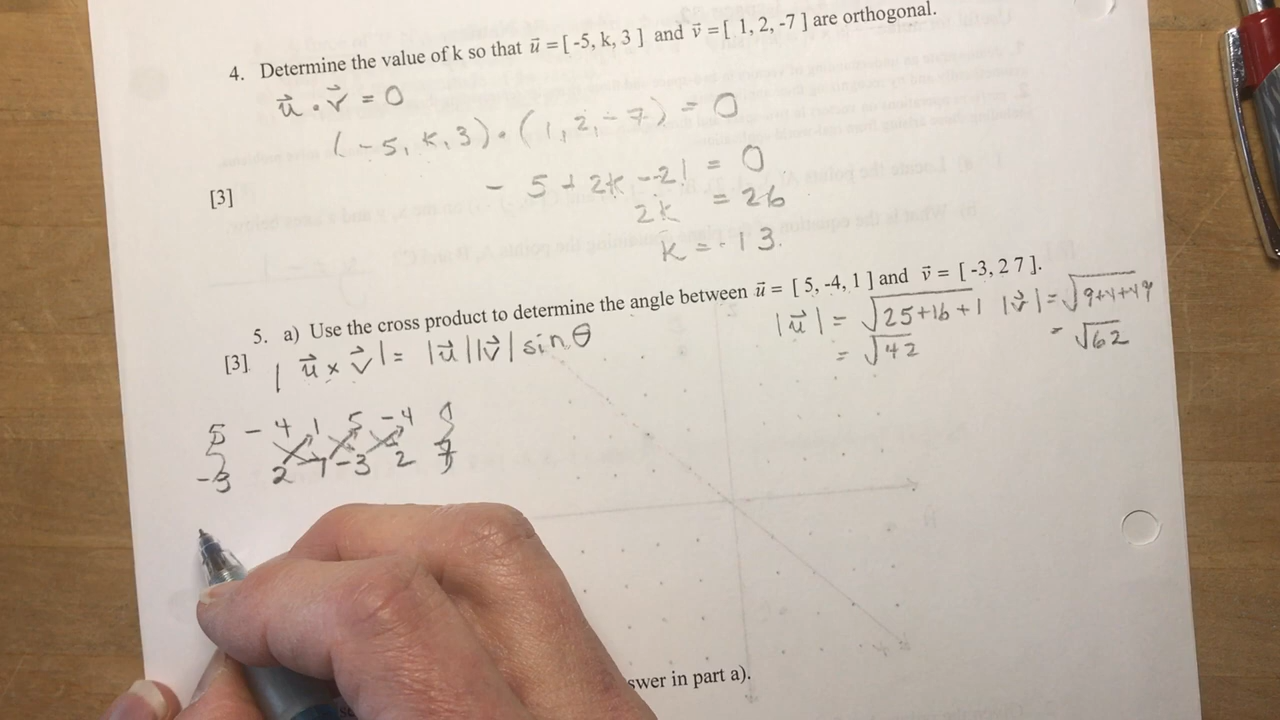 4. Determine the value of k so that u⃗ = [ -5, k, 3 ] and v⃗ = [ 1, 2, -7 ] are orthogonal.
u⃗ • v⃗ = 0
(-5, k, 3) • (1, 2, -7) = 0
[3]
- 5 + 2k - 21 = 0
2k = 26
k = -13.
5. a) Use the cross product to determine the angle between u⃗ = [ 5, -4, 1 ] and v⃗ = [ -3, 2 7 ].
[3] | u⃗ x v⃗ | = |u⃗| |v⃗| sin θ
|u⃗| = √25+16+1 |v⃗| = √9+4+49
= √42 = √62
5 -4 1 5 -4 1
-3 2 7 -3 2 7
swer in part a).